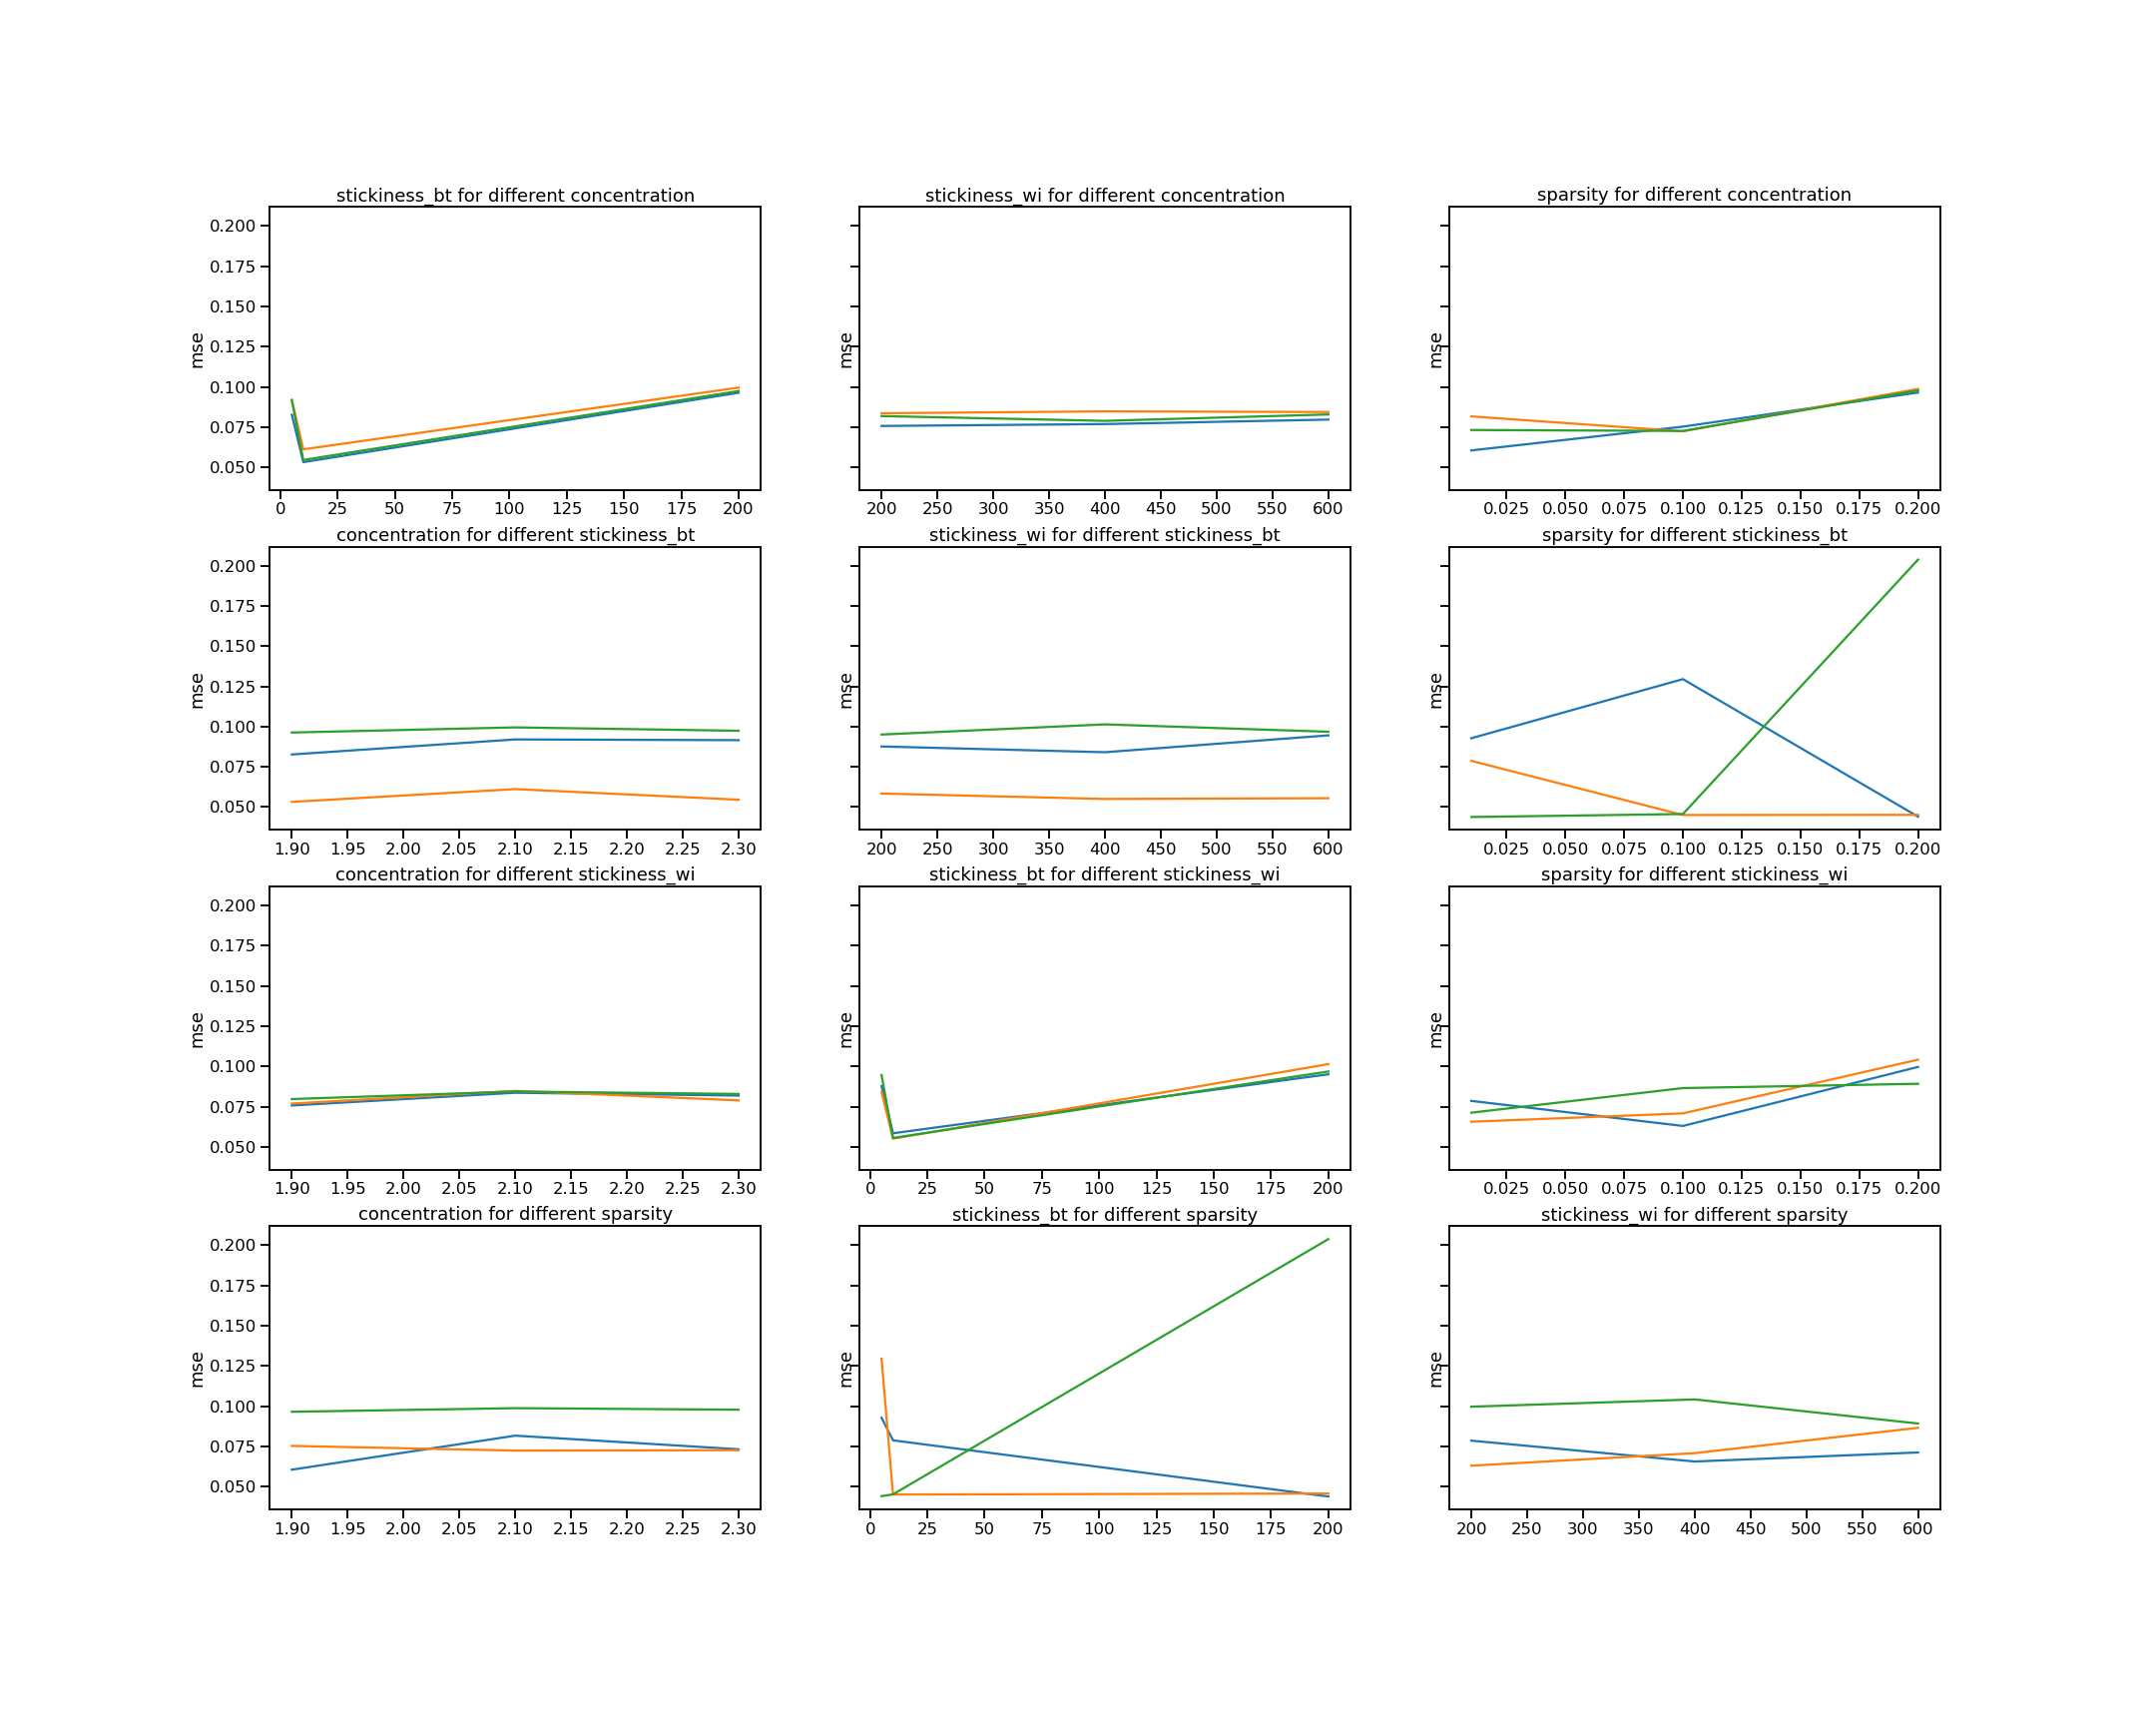 stickiness_bt for different concentration
stickiness_wi for different concentration
sparsity for different concentration
mse
0.200
0.175
0.150
0.125
0.100
0.075
0.050
0 25 50 75 100 125 150 175 200
mse
200 250 300 350 400 450 500 550 600
mse
0.025 0.050 0.075 0.100 0.125 0.150 0.175 0.200
concentration for different stickiness_bt
stickiness_wi for different stickiness_bt
sparsity for different stickiness_bt
mse
0.200
0.175
0.150
0.125
0.100
0.075
0.050
1.90 1.95 2.00 2.05 2.10 2.15 2.20 2.25 2.30
mse
200 250 300 350 400 450 500 550 600
mse
0.025 0.050 0.075 0.100 0.125 0.150 0.175 0.200
concentration for different stickiness_wi
stickiness_bt for different stickiness_wi
sparsity for different stickiness_wi
mse
0.200
0.175
0.150
0.125
0.100
0.075
0.050
1.90 1.95 2.00 2.05 2.10 2.15 2.20 2.25 2.30
mse
0 25 50 75 100 125 150 175 200
mse
0.025 0.050 0.075 0.100 0.125 0.150 0.175 0.200
concentration for different sparsity
stickiness_bt for different sparsity
stickiness_wi for different sparsity
mse
0.200
0.175
0.150
0.125
0.100
0.075
0.050
1.90 1.95 2.00 2.05 2.10 2.15 2.20 2.25 2.30
mse
0 25 50 75 100 125 150 175 200
mse
200 250 300 350 400 450 500 550 600